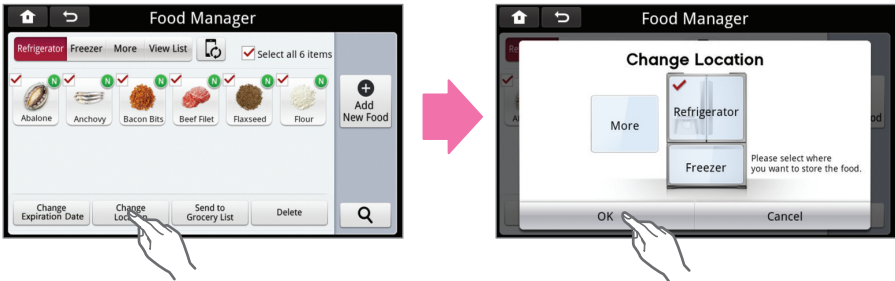 Food Manager
Refrigerator Freezer More View List
Select all 6 items
N N N N N N
Abalone Anchovy Bacon Bits Beef Filet Flaxseed Flour
Add
New Food
Change
Expiration Date
Change
Location
Send to
Grocery List
Delete
Food Manager
Re
Change Location
More
Refrigerator
Freezer
Please select where
you want to store the food.
OK
Cancel